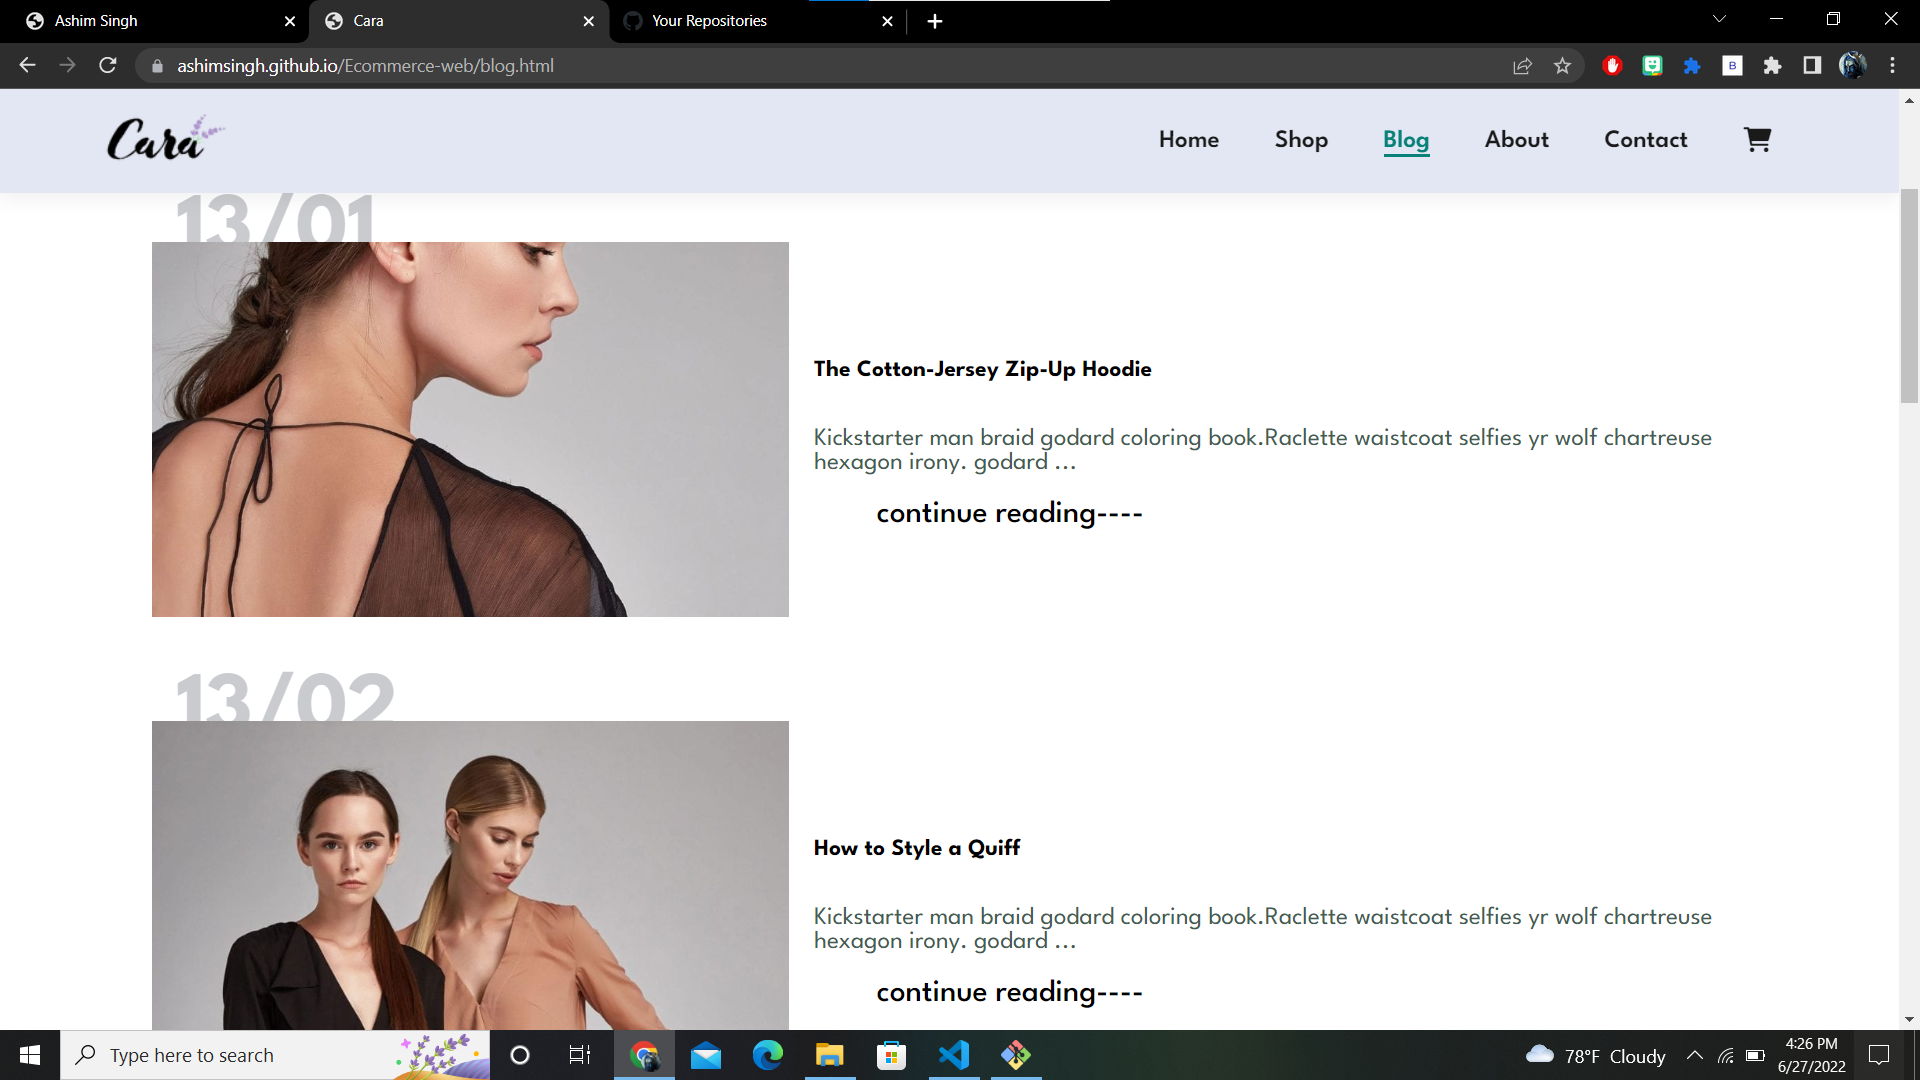 Ashim Singh
Cara
Your Repositories
ashimsingh.github.io/Ecommerce-web/blog.html
B
Cara
Home
Shop
Blog
About
Contact
13/01
The Cotton-Jersey Zip-Up Hoodie
Kickstarter man braid godard coloring book.Raclette waistcoat selfies yr wolf chartreuse
hexagon irony. godard ...
continue reading----
13/02
How to Style a Quiff
Kickstarter man braid godard coloring book.Raclette waistcoat selfies yr wolf chartreuse
hexagon irony. godard ...
continue reading----
Type here to search
78°F Cloudy
4:26 PM
6/27/2022